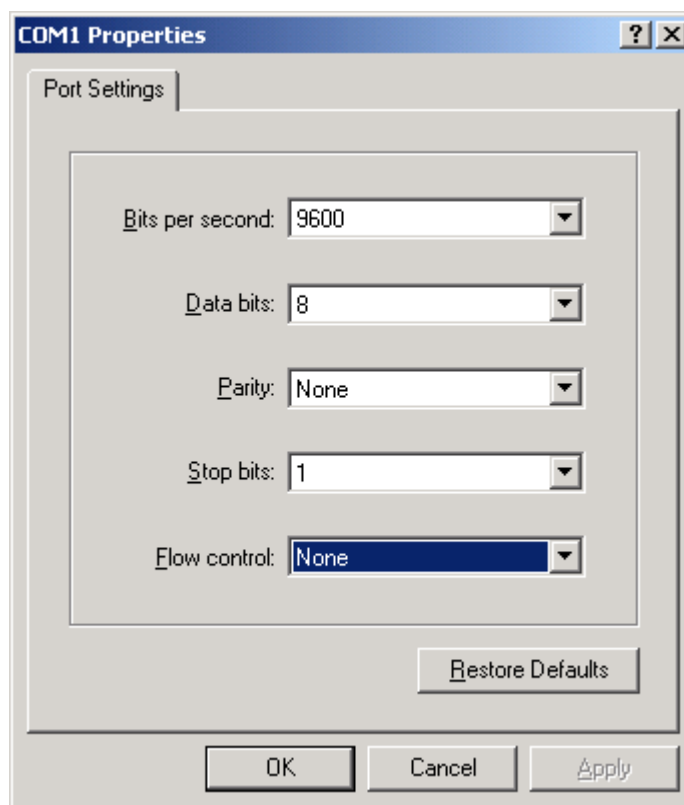 COM1 Properties
Port Settings
Bits per second: 9600
Data bits: 8
Parity: None
Stop bits: 1
Flow control: None
Restore Defaults
OK Cancel Apply